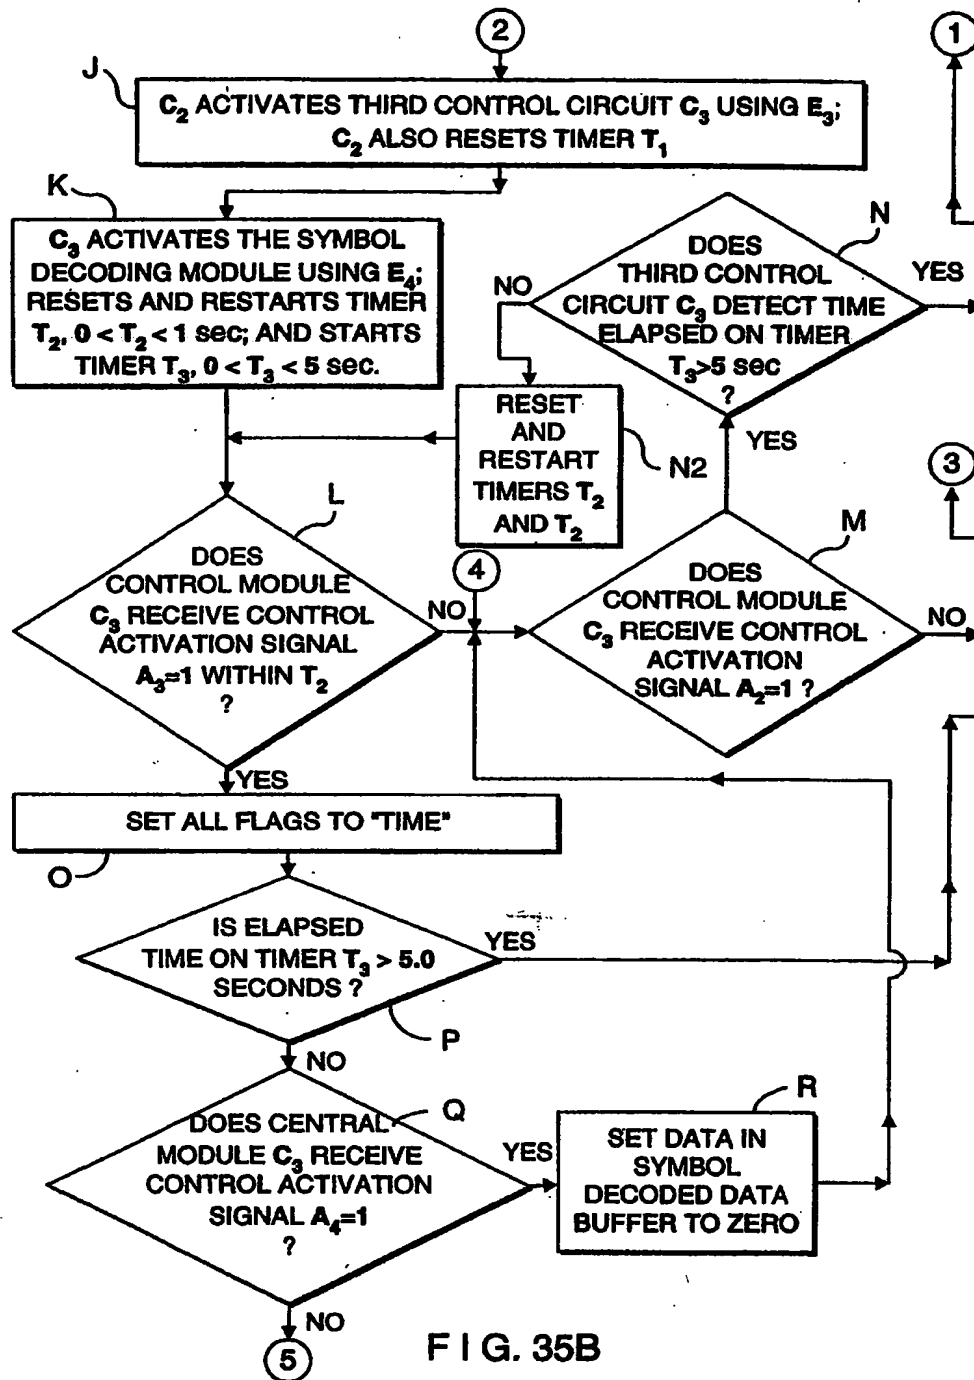 2
1
J
C₂ ACTIVATES THIRD CONTROL CIRCUIT C₃ USING E₃;
C₂ ALSO RESETS TIMER T₁
K
C₃ ACTIVATES THE SYMBOL
DECODING MODULE USING E₄;
RESETS AND RESTARTS TIMER
T₂, 0 < T₂ < 1 sec; AND STARTS
TIMER T₃, 0 < T₃ < 5 sec.
N
DOES
THIRD CONTROL
CIRCUIT C₃ DETECT TIME
ELAPSED ON TIMER
T₃>5 sec
?
NO
YES
YES
RESET
AND
RESTART
TIMERS T₂
AND T₂
N2
3
L
DOES
CONTROL MODULE
C₃ RECEIVE CONTROL
ACTIVATION SIGNAL
A₃=1 WITHIN T₂
?
NO
4
M
DOES
CONTROL MODULE
C₃ RECEIVE CONTROL
ACTIVATION
SIGNAL A₂=1 ?
NO
YES
SET ALL FLAGS TO "TIME"
O
IS ELAPSED
TIME ON TIMER T₃ > 5.0
SECONDS ?
YES
P
NO
Q
DOES CENTRAL
MODULE C₃ RECEIVE
CONTROL ACTIVATION
SIGNAL A₄=1
?
YES
R
SET DATA IN
SYMBOL
DECODED DATA
BUFFER TO ZERO
NO
5
FIG. 35B